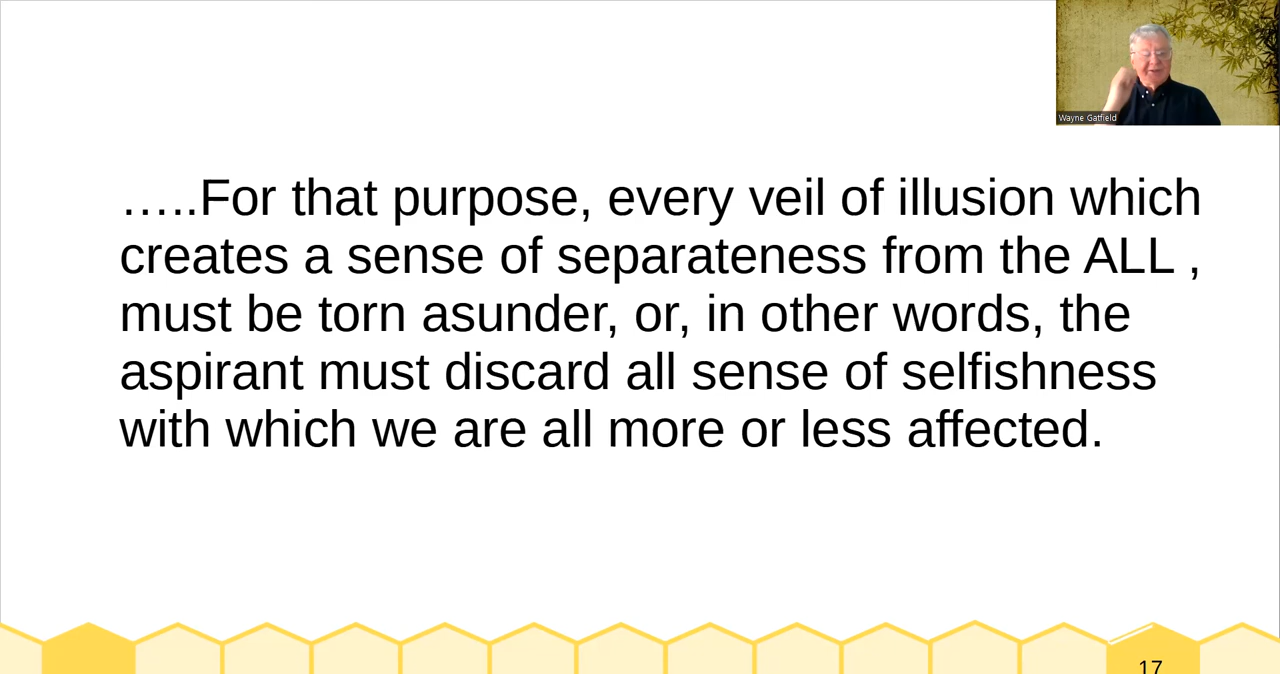 Wayne Gatfield
…..For that purpose, every veil of illusion which
creates a sense of separateness from the ALL ,
must be torn asunder, or, in other words, the
aspirant must discard all sense of selfishness
with which we are all more or less affected.
17